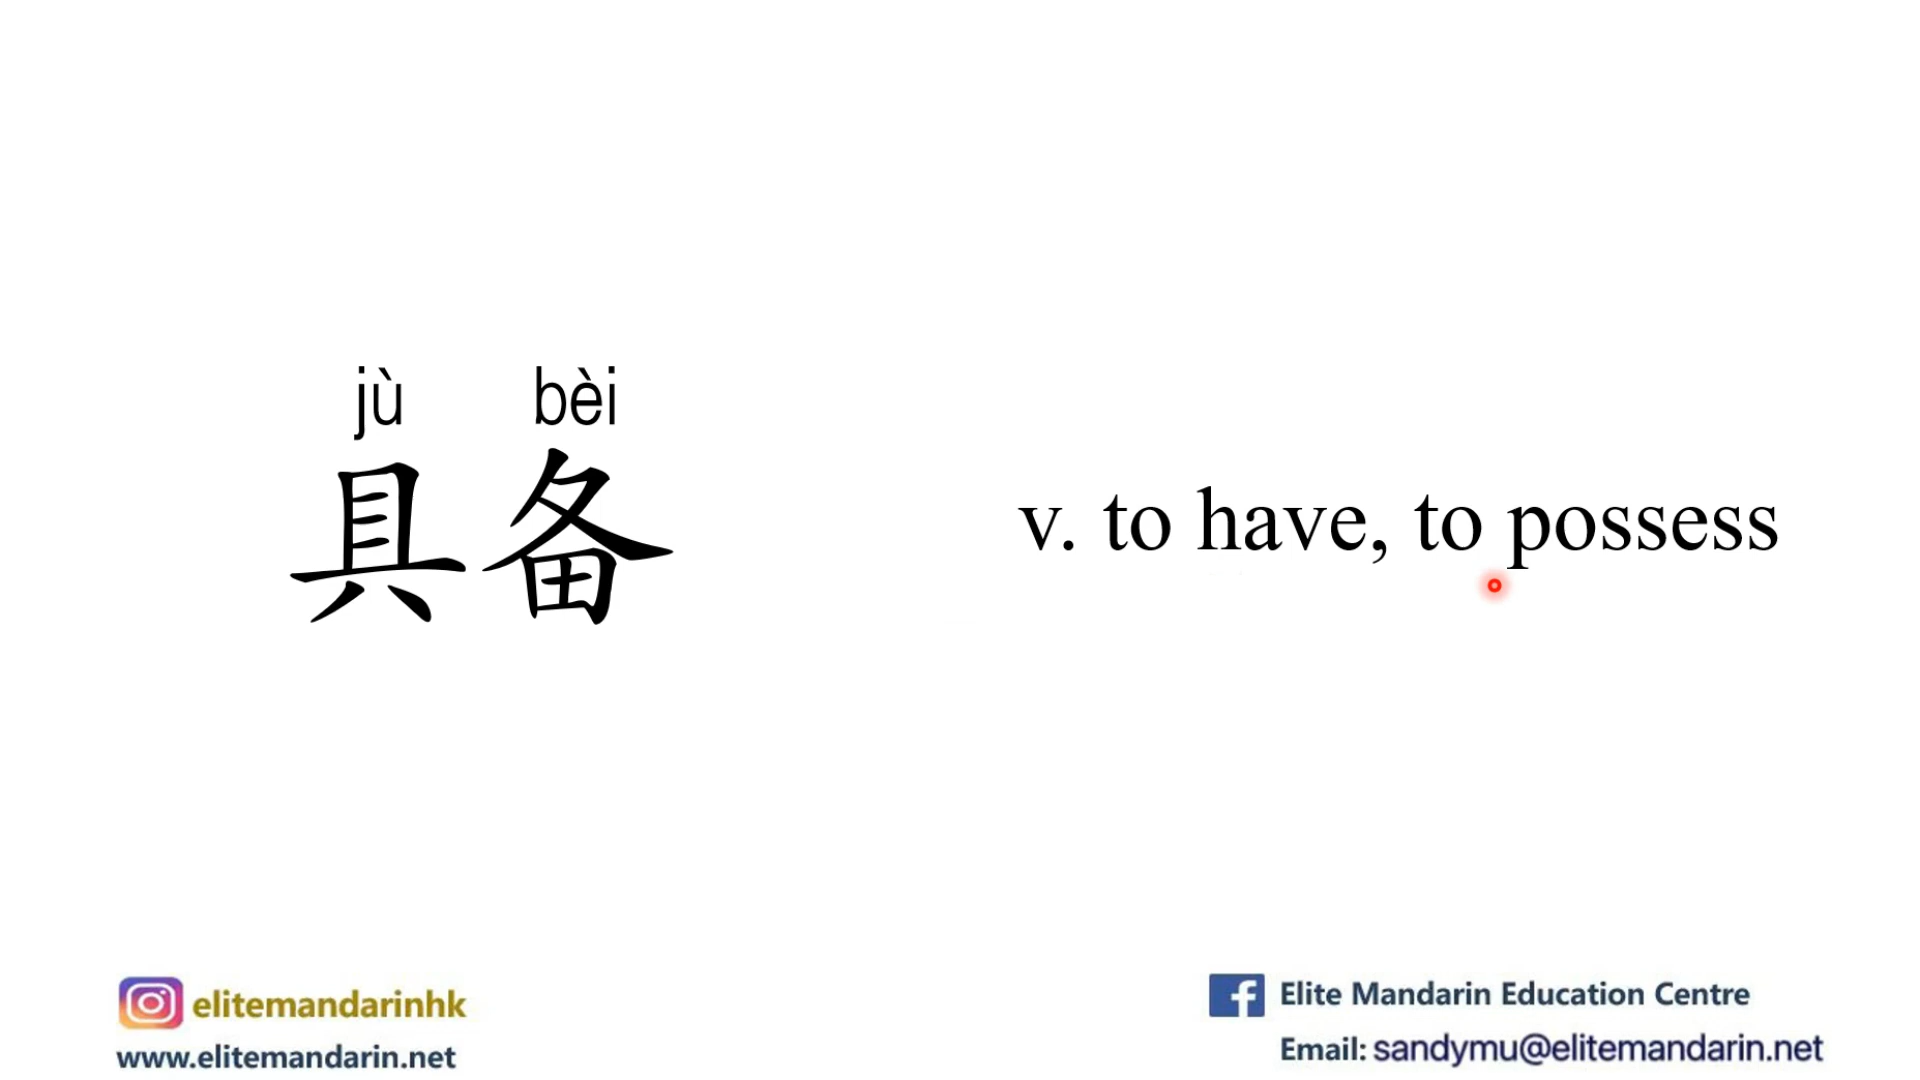 jù bèi
具备
v. to have, to possess
elitemandarinhk
www.elitemandarin.net
Elite Mandarin Education Centre
Email: sandymu@elitemandarin.net